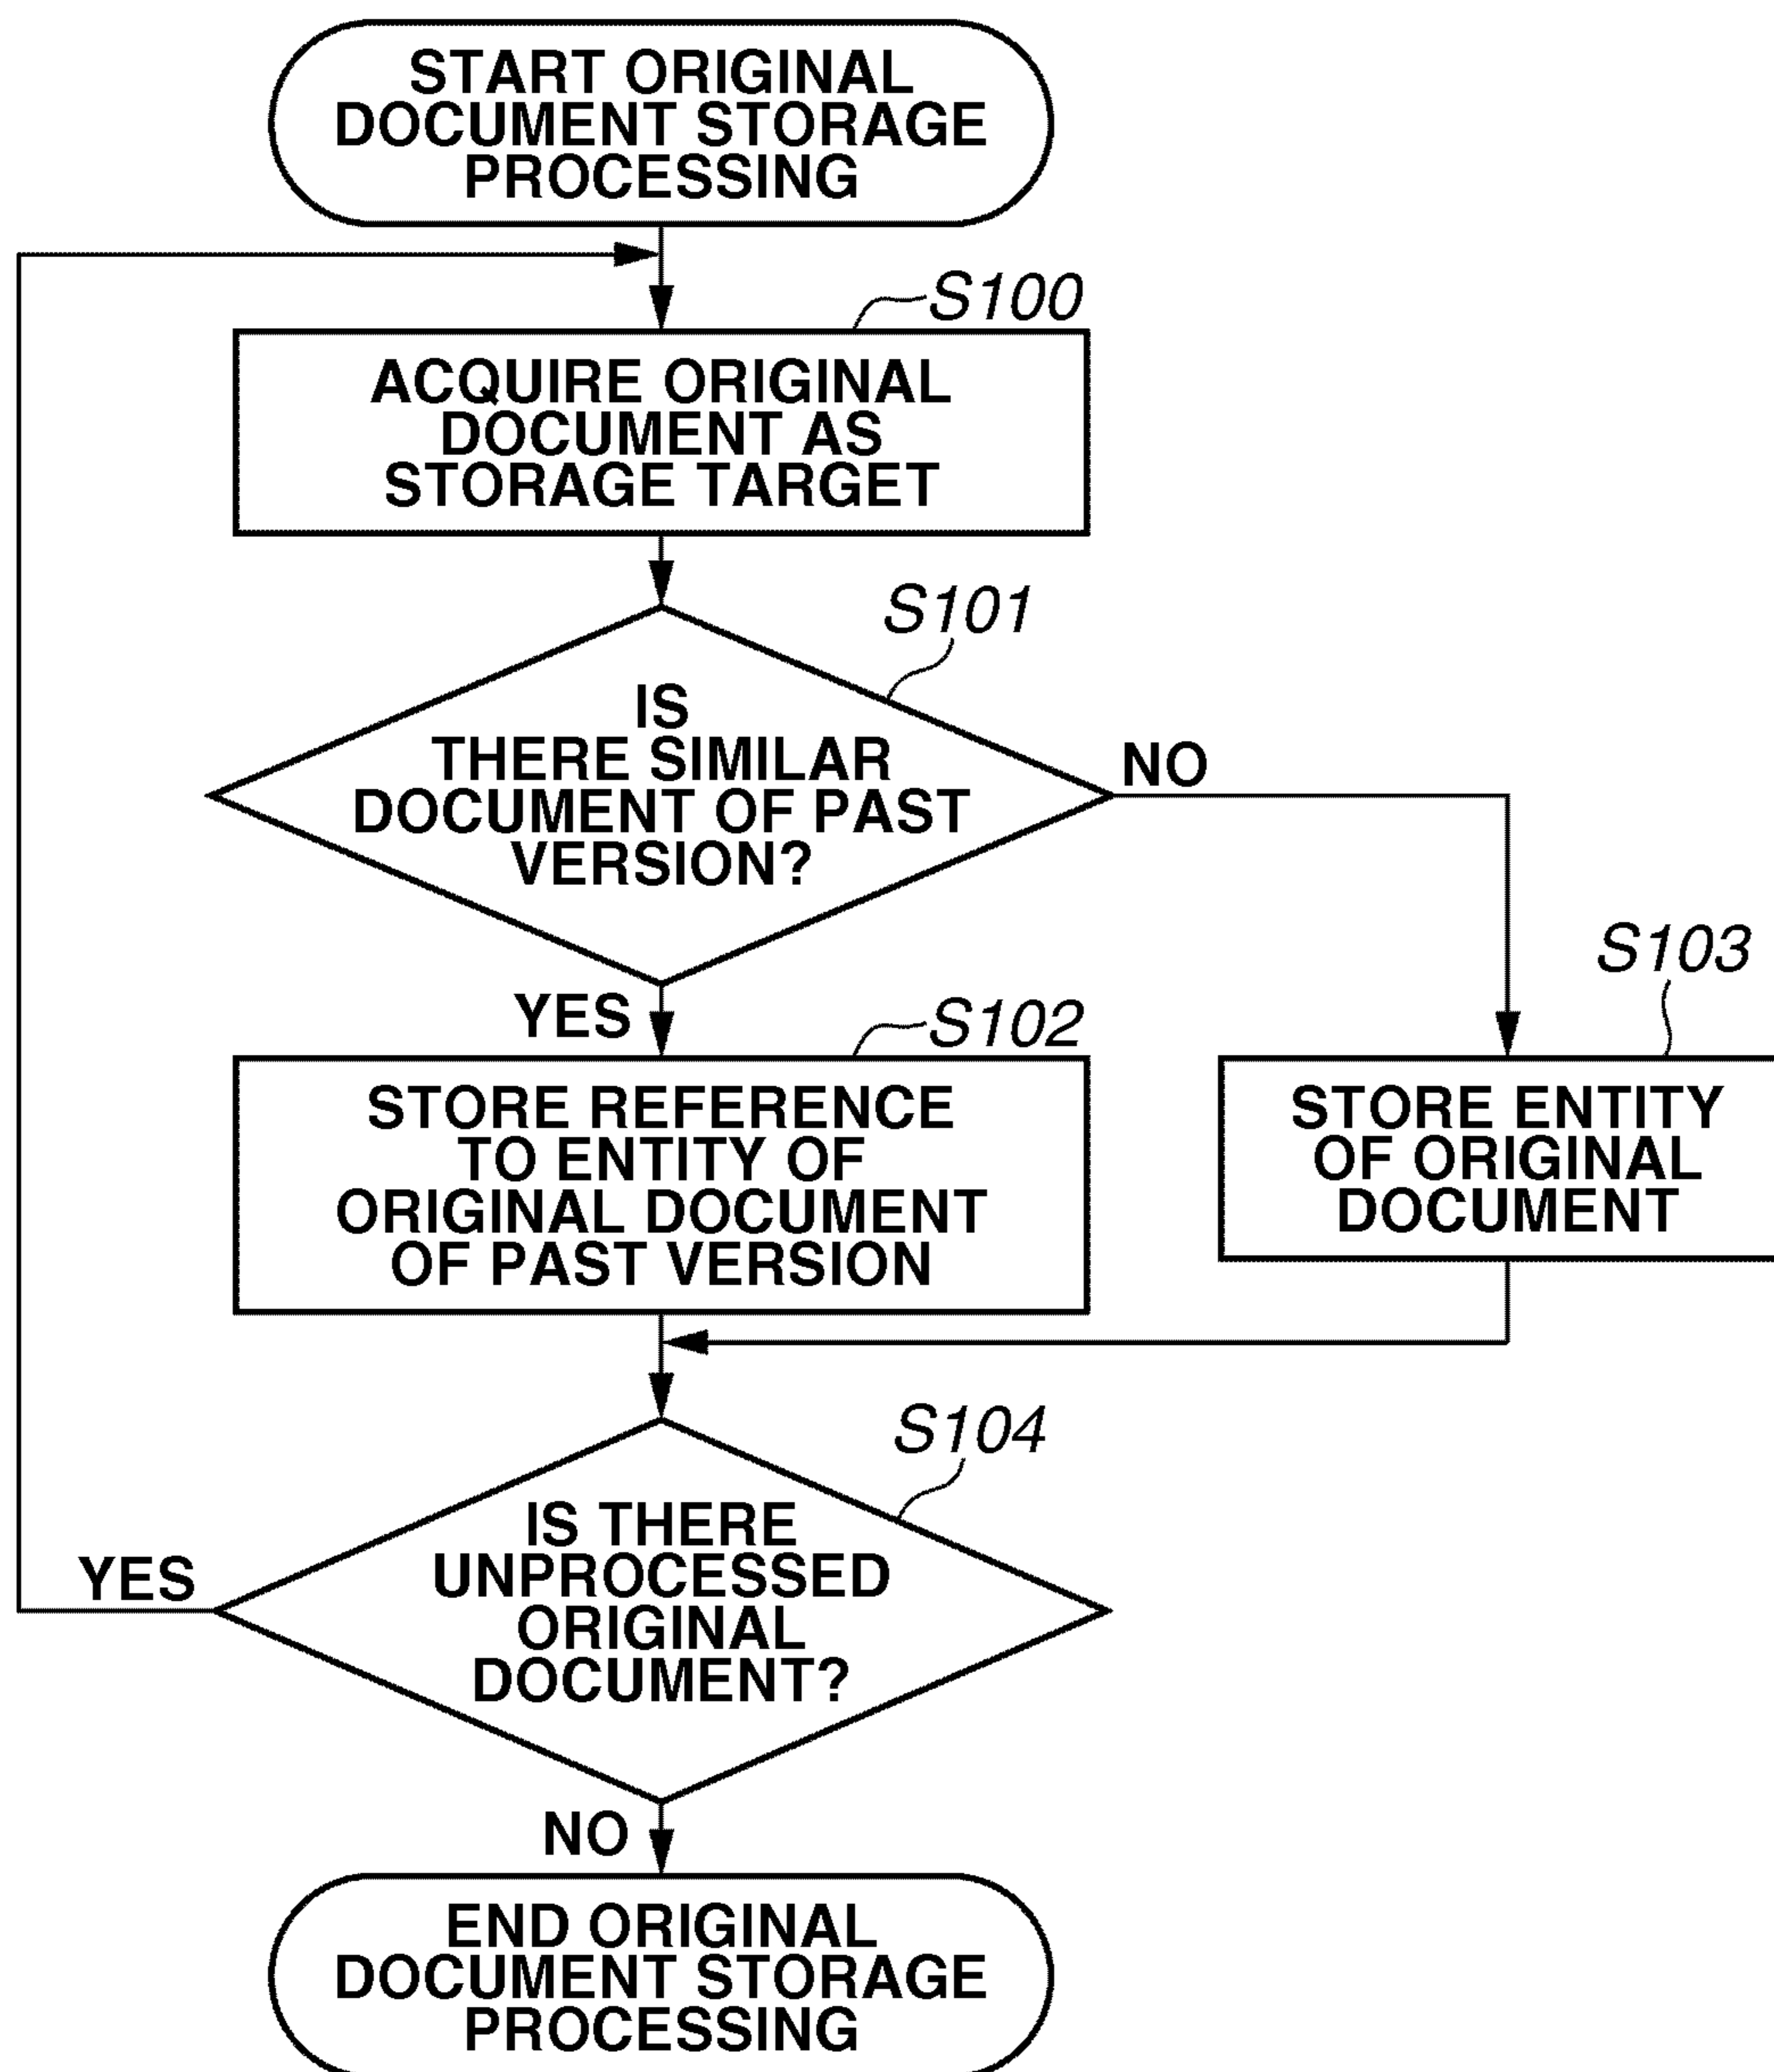 START ORIGINAL
DOCUMENT STORAGE
PROCESSING
S100
ACQUIRE ORIGINAL
DOCUMENT AS
STORAGE TARGET
S101
IS
THERE SIMILAR
DOCUMENT OF PAST
VERSION?
NO
YES
S102
STORE REFERENCE
TO ENTITY OF
ORIGINAL DOCUMENT
OF PAST VERSION
S103
STORE ENTITY
OF ORIGINAL
DOCUMENT
S104
IS THERE
UNPROCESSED
ORIGINAL
DOCUMENT?
YES
NO
END ORIGINAL
DOCUMENT STORAGE
PROCESSING